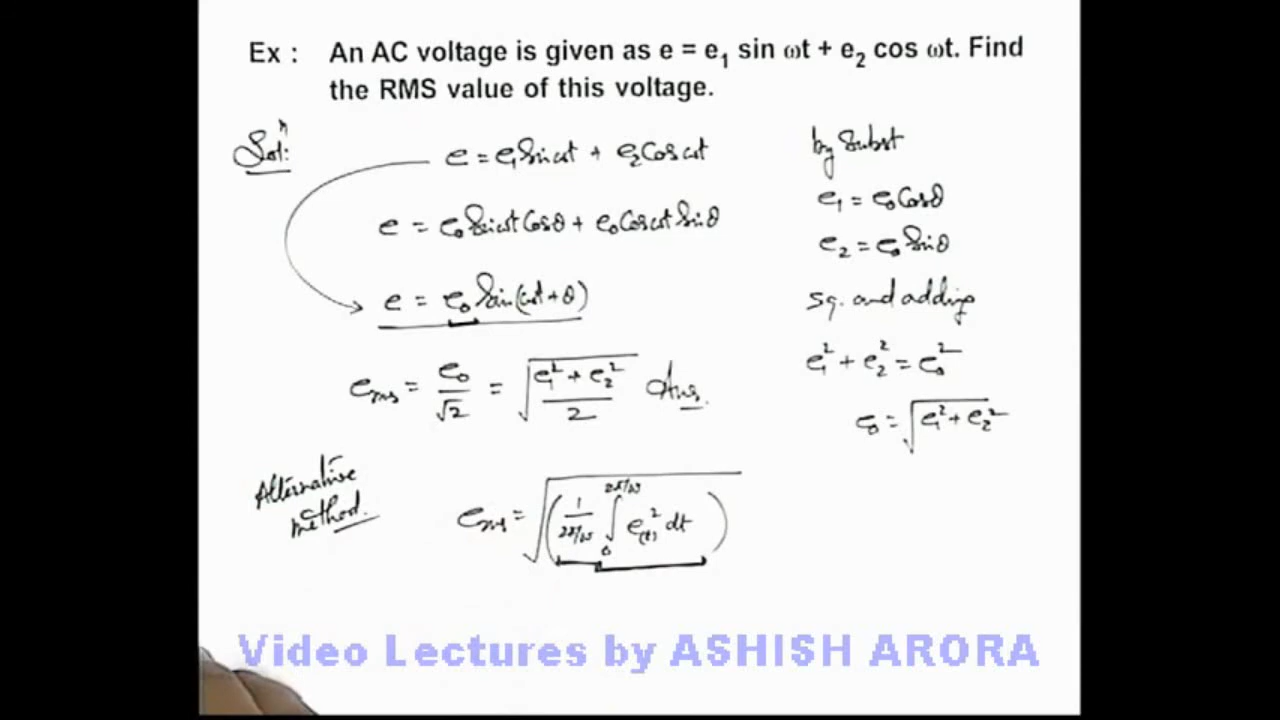 Ex : An AC voltage is given as e = e₁ sin ωt + e₂ cos ωt. Find
the RMS value of this voltage.
Solⁿ:
e = e₁ Sin ωt + e₂ Cos ωt
e = e₀ Sin ωt Cos θ + e₀ Cos ωt Sin θ
e = e₀ Sin(ωt + θ)
e_rms = e₀/√2 = √((e₁² + e₂²)/2) Ans.
by Subst
e₁ = e₀ Cos θ
e₂ = e₀ Sin θ
Sq. and adding
e₁² + e₂² = e₀²
e₀ = √(e₁² + e₂²)
Alternative
method.
e_rms = √((1/(2π/ω)) ∫₀^(2π/ω) e(t)² dt)
Video Lectures by ASHISH ARORA